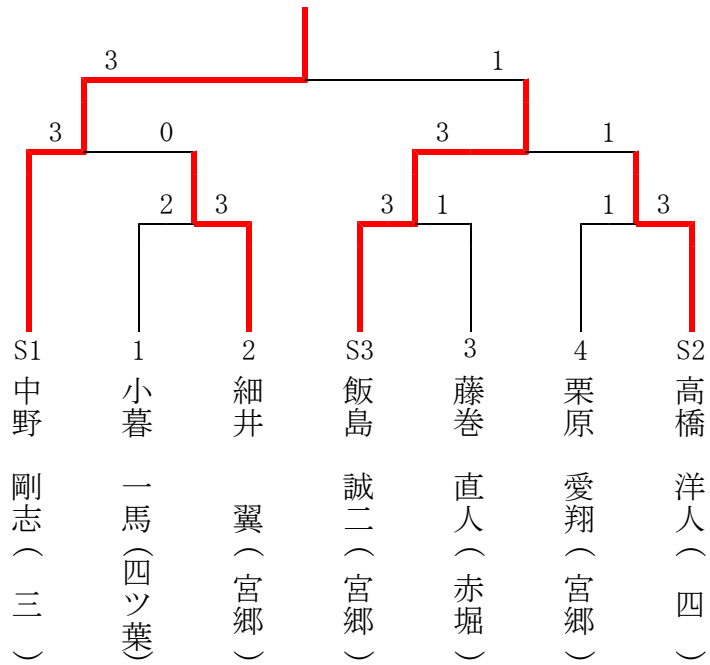 3 1
3 0 3 1
2 3 3 1 1 3
S1 1 2 S3 3 4 S2
中野 剛志(三)
小暮 一馬(四ツ葉)
細井 翼(宮郷)
飯島 誠二(宮郷)
藤巻 直人(赤堀)
栗原 愛翔(宮郷)
高橋 洋人(四)